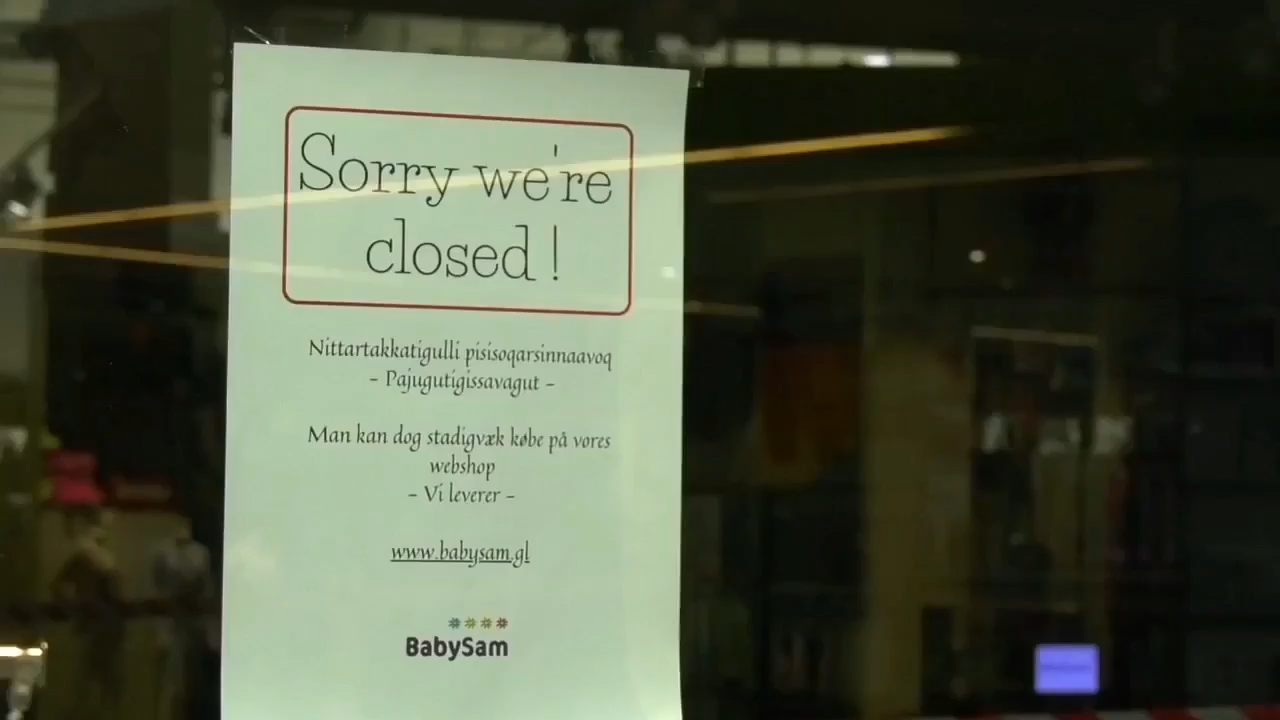 Sorry we're
closed !
Nittartakkatigulli pisisoqarsinnaavoq
- Pajugutigissavagut -
Man kan dog stadigvæk købe på vores
webshop
- Vi leverer -
www.babysam.gl
BabySam